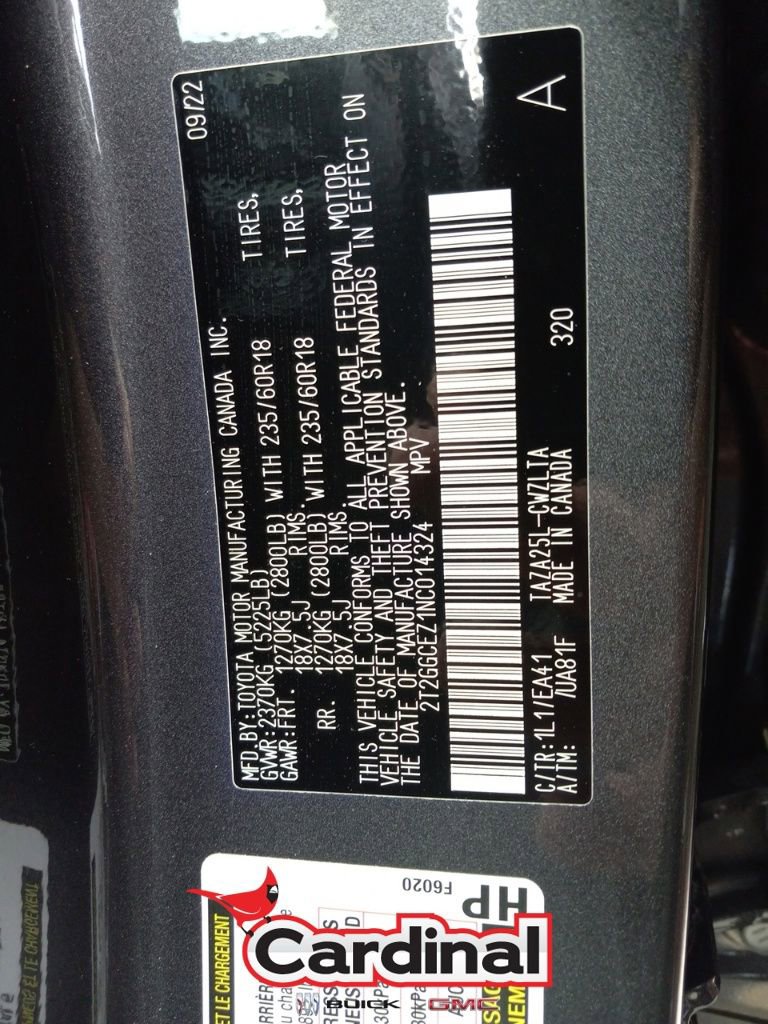 MFD.BY:TOYOTA MOTOR MANUFACTURING CANADA INC. 09/22
GVWR:2370KG (5225LB)
GAWR:FRT. 1270KG (2800LB) WITH 235/60R18 TIRES,
18X7.5J RIMS.
RR. 1270KG (2800LB) WITH 235/60R18 TIRES,
18X7.5J RIMS.
THIS VEHICLE CONFORMS TO ALL APPLICABLE FEDERAL MOTOR
VEHICLE SAFETY AND THEFT PREVENTION STANDARDS IN EFFECT ON
THE DATE OF MANUFACTURE SHOWN ABOVE.
2T2GGCEZ1NC014324 MPV
C/TR:1L1/EA41 TAZA25L-CWZLTA A
A/TM: /UA81F MADE IN CANADA 320
ET LE CHARGEMENT
F6020
HP
Cardinal
BUICK GMC